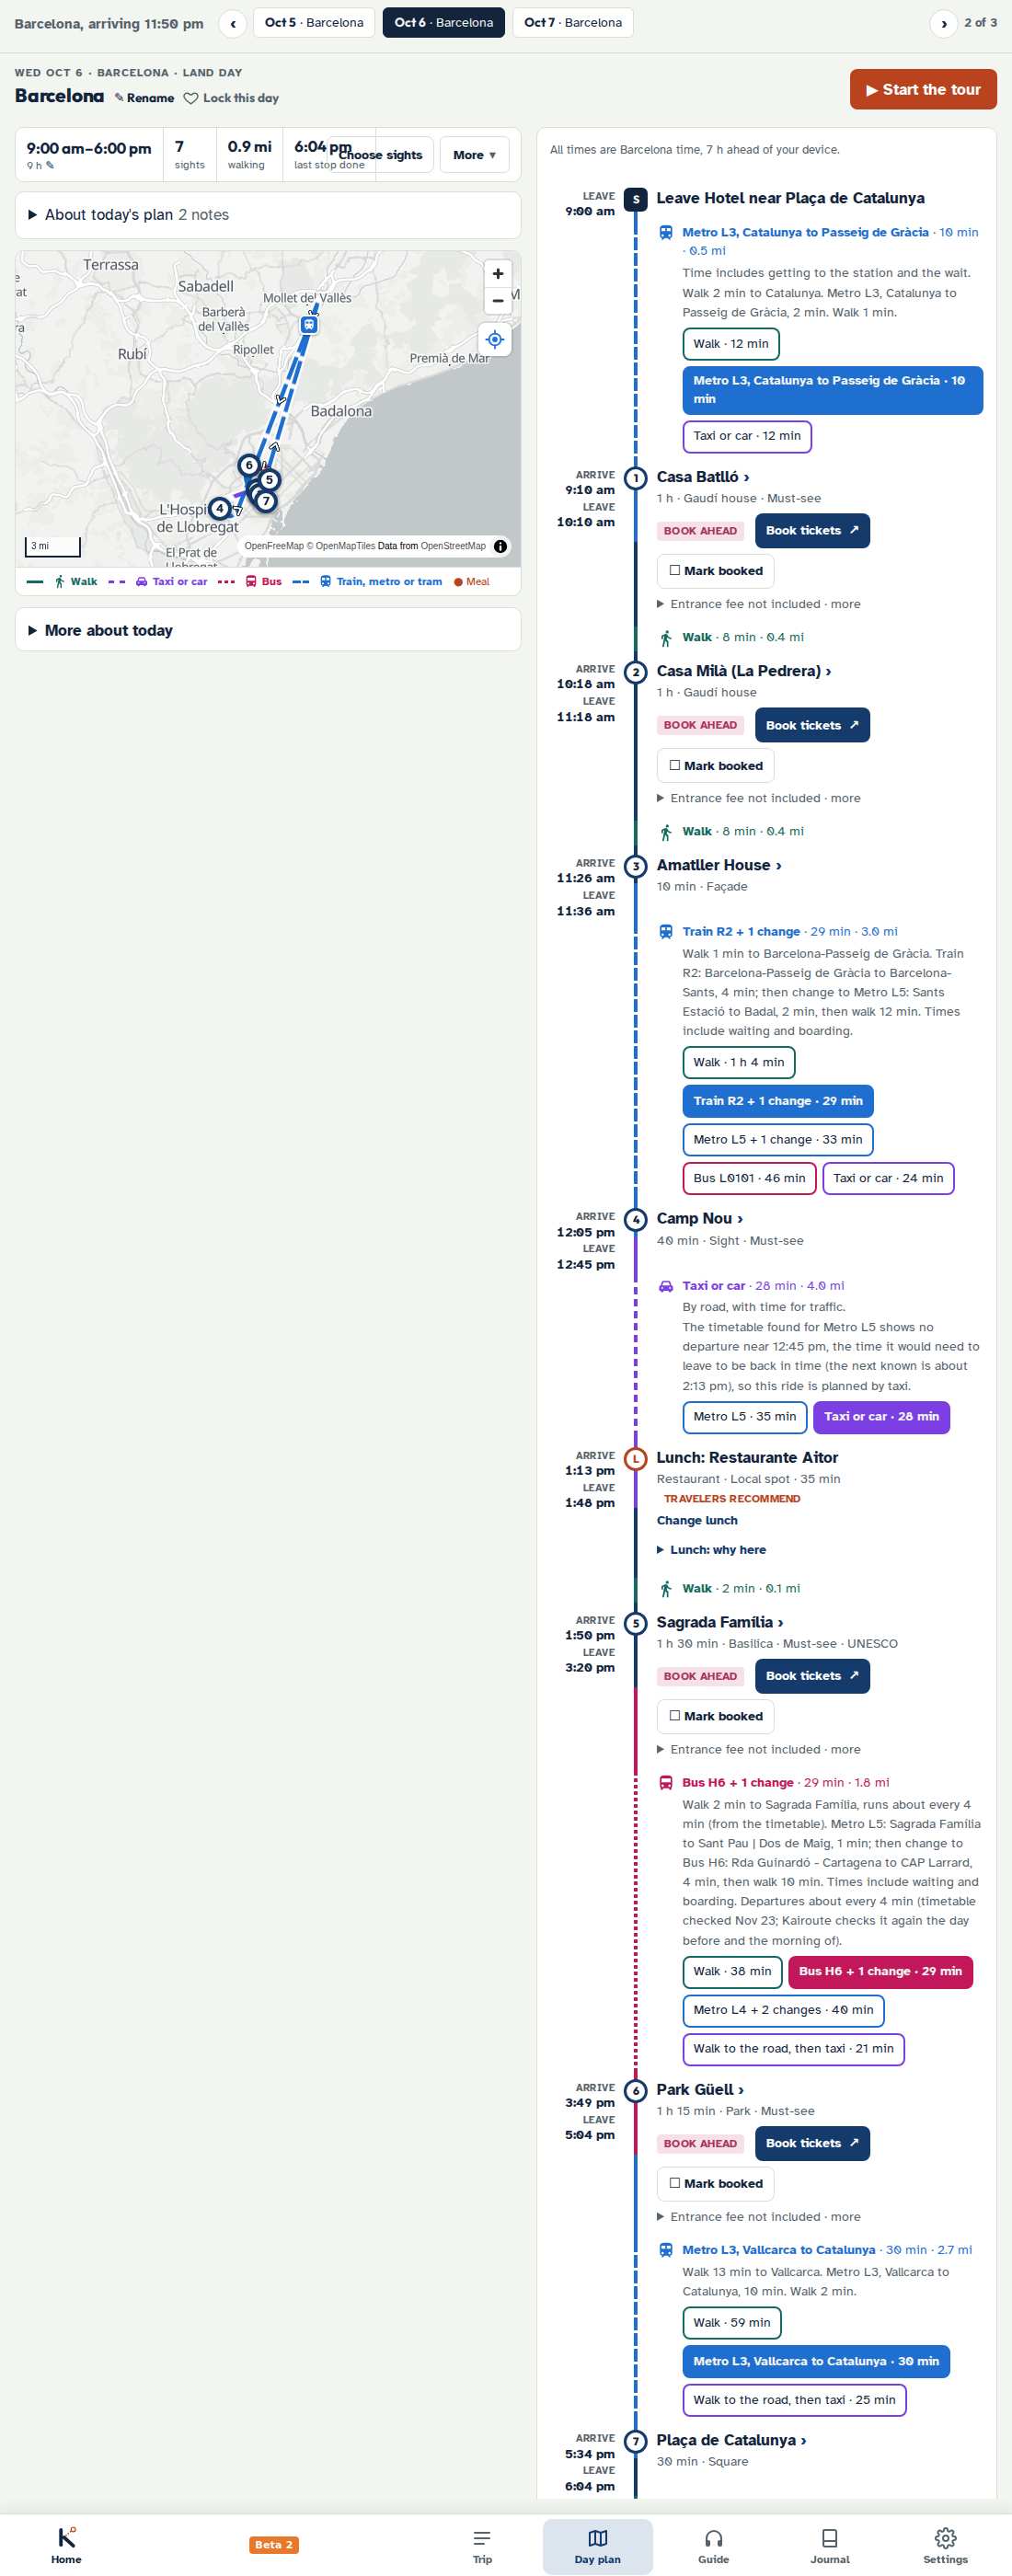 Barcelona, arriving 11:50 pm
‹
Oct 5 · Barcelona
Oct 6 · Barcelona
Oct 7 · Barcelona
›
2 of 3
WED OCT 6 · BARCELONA · LAND DAY
Barcelona ✎ Rename Lock this day
▶ Start the tour
9:00 am–6:00 pm
9 h ✎
7
sights
0.9 mi
walking
6:04 pm
last stop done
Choose sights
More ▾
▶ About today's plan 2 notes
Terrassa
Sabadell
Mollet del Vallès
Barberà
del Vallès
Rubí
Ripollet
Premià de Mar
Badalona
L'Hospi
de Llobregat
El Prat de
Llobregat
e
at
ra
M
+
−
6
5
7
4
3 mi
OpenFreeMap © OpenMapTiles Data from OpenStreetMap
Walk Taxi or car Bus Train, metro or tram Meal
▶ More about today
All times are Barcelona time, 7 h ahead of your device.
LEAVE
9:00 am
S
Leave Hotel near Plaça de Catalunya
Metro L3, Catalunya to Passeig de Gràcia · 10 min
· 0.5 mi
Time includes getting to the station and the wait.
Walk 2 min to Catalunya. Metro L3, Catalunya to
Passeig de Gràcia, 2 min. Walk 1 min.
Walk · 12 min
Metro L3, Catalunya to Passeig de Gràcia · 10
min
Taxi or car · 12 min
ARRIVE
9:10 am
LEAVE
10:10 am
1
Casa Batlló ›
1 h · Gaudí house · Must-see
BOOK AHEAD
Book tickets ↗
Mark booked
▶ Entrance fee not included · more
Walk · 8 min · 0.4 mi
ARRIVE
10:18 am
LEAVE
11:18 am
2
Casa Milà (La Pedrera) ›
1 h · Gaudí house
BOOK AHEAD
Book tickets ↗
Mark booked
▶ Entrance fee not included · more
Walk · 8 min · 0.4 mi
ARRIVE
11:26 am
LEAVE
11:36 am
3
Amatller House ›
10 min · Façade
Train R2 + 1 change · 29 min · 3.0 mi
Walk 1 min to Barcelona-Passeig de Gràcia. Train
R2: Barcelona-Passeig de Gràcia to Barcelona-
Sants, 4 min; then change to Metro L5: Sants
Estació to Badal, 2 min, then walk 12 min. Times
include waiting and boarding.
Walk · 1 h 4 min
Train R2 + 1 change · 29 min
Metro L5 + 1 change · 33 min
Bus L0101 · 46 min
Taxi or car · 24 min
ARRIVE
12:05 pm
LEAVE
12:45 pm
4
Camp Nou ›
40 min · Sight · Must-see
Taxi or car · 28 min · 4.0 mi
By road, with time for traffic.
The timetable found for Metro L5 shows no
departure near 12:45 pm, the time it would need to
leave to be back in time (the next known is about
2:13 pm), so this ride is planned by taxi.
Metro L5 · 35 min
Taxi or car · 28 min
ARRIVE
1:13 pm
LEAVE
1:48 pm
L
Lunch: Restaurante Aitor
Restaurant · Local spot · 35 min
TRAVELERS RECOMMEND
Change lunch
▶ Lunch: why here
Walk · 2 min · 0.1 mi
ARRIVE
1:50 pm
LEAVE
3:20 pm
5
Sagrada Família ›
1 h 30 min · Basilica · Must-see · UNESCO
BOOK AHEAD
Book tickets ↗
Mark booked
▶ Entrance fee not included · more
Bus H6 + 1 change · 29 min · 1.8 mi
Walk 2 min to Sagrada Família, runs about every 4
min (from the timetable). Metro L5: Sagrada Família
to Sant Pau | Dos de Maig, 1 min; then change to
Bus H6: Rda Guinardó - Cartagena to CAP Larrard,
4 min, then walk 10 min. Times include waiting and
boarding. Departures about every 4 min (timetable
checked Nov 23; Kairoute checks it again the day
before and the morning of).
Walk · 38 min
Bus H6 + 1 change · 29 min
Metro L4 + 2 changes · 40 min
Walk to the road, then taxi · 21 min
ARRIVE
3:49 pm
LEAVE
5:04 pm
6
Park Güell ›
1 h 15 min · Park · Must-see
BOOK AHEAD
Book tickets ↗
Mark booked
▶ Entrance fee not included · more
Metro L3, Vallcarca to Catalunya · 30 min · 2.7 mi
Walk 13 min to Vallcarca. Metro L3, Vallcarca to
Catalunya, 10 min. Walk 2 min.
Walk · 59 min
Metro L3, Vallcarca to Catalunya · 30 min
Walk to the road, then taxi · 25 min
ARRIVE
5:34 pm
LEAVE
6:04 pm
7
Plaça de Catalunya ›
30 min · Square
Home
Beta 2
Trip
Day plan
Guide
Journal
Settings